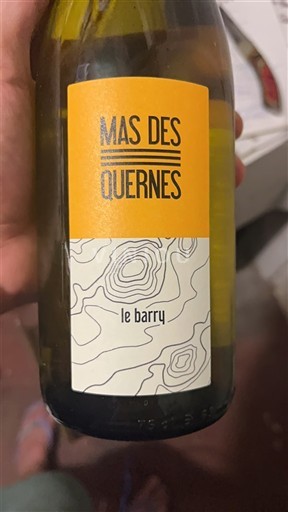 MAS DES
QUERNES
le barry